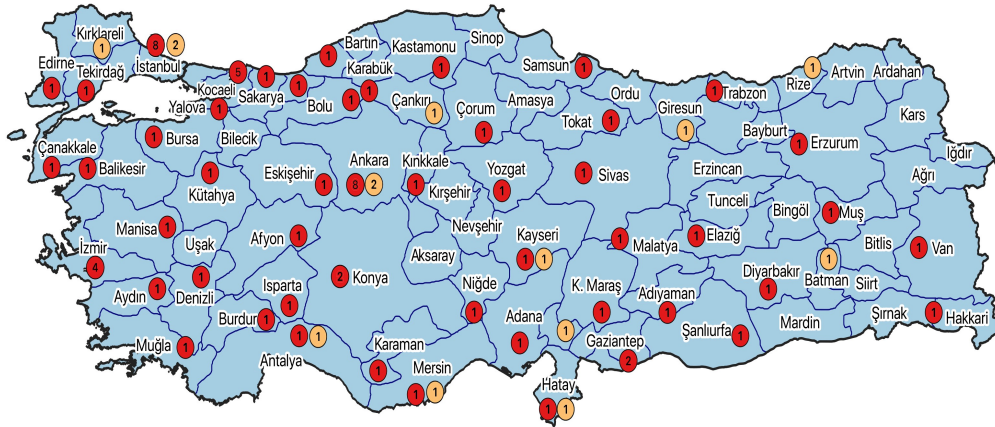 Kırklareli
1
8 2
İstanbul
Edirne
1
Tekirdağ
1
Bartın
1
Kastamonu
1
Sinop
Samsun
1
Kocaeli
5
1
Sakarya
1
Bolu
Karabük
1 1
Yalova
1
Çankırı
1
Çorum
1
Amasya
Ordu
Tokat
1
Giresun
1
Trabzon
1
Rize
1
Artvin
Ardahan
Kars
Bayburt
1
Erzurum
Iğdır
Ağrı
Çanakkale
1
1
Balikesir
1
Bursa
Bilecik
1
Kütahya
Eskişehir
1
Ankara
8 2
Kırıkkale
1
Kırşehir
Yozgat
1
1
Sivas
Erzincan
Tunceli
Bingöl
1
Muş
Bitlis
1
Van
Manisa
1
Uşak
Afyon
1
Nevşehir
Aksaray
Kayseri
1 1
1
Malatya
1
Elazığ
Diyarbakır
1
1
Batman
Siirt
İzmir
4
Aydın
1
1
Denizli
Isparta
1
Burdur
1
2
Konya
Niğde
1
Adana
1
K. Maraş
1
1
Adıyaman
1
Gaziantep
2
Şanlıurfa
1
Mardin
Şırnak
1
Hakkari
Muğla
1
1 1
Antalya
Karaman
1
Mersin
1 1
Hatay
1 1